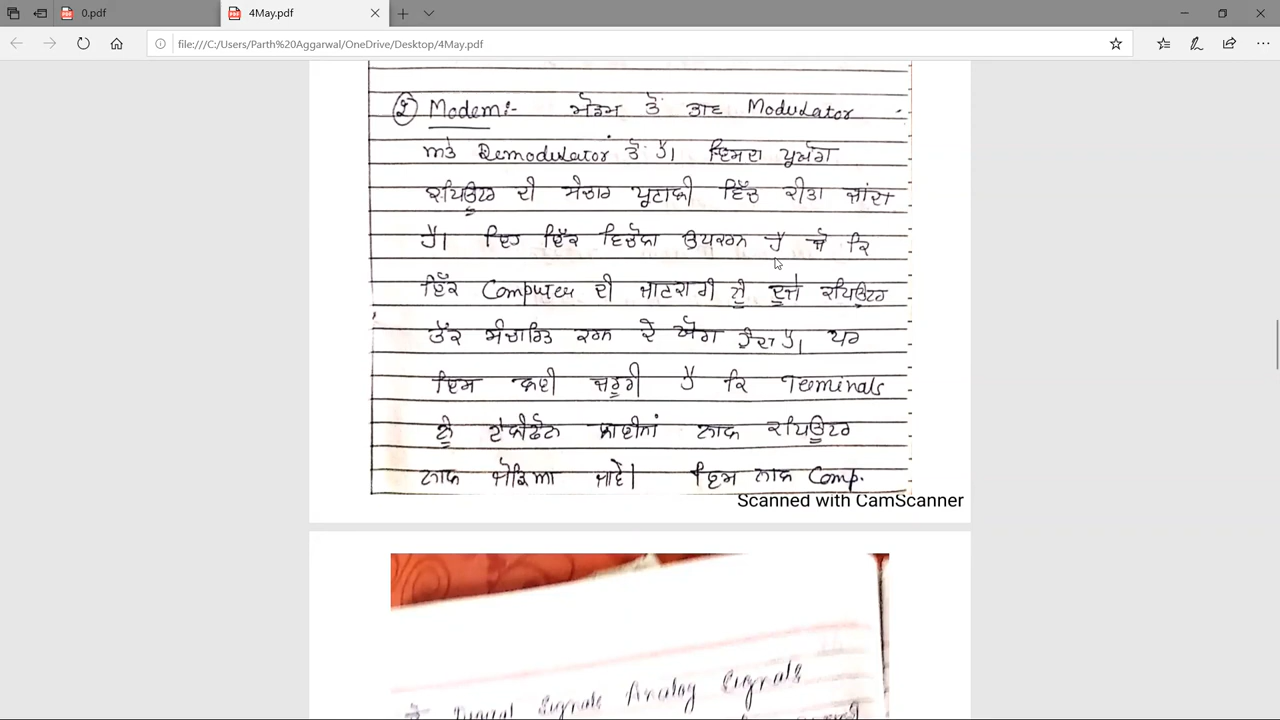 0.pdf
4May.pdf
file:///C:/Users/Parth%20Aggarwal/OneDrive/Desktop/4May.pdf
② Modem:- ਮੋਡਮ ਤੋਂ ਭਾਵ Modulator
ਅਤੇ Demodulator ਤੋਂ ਹੈ। ਇਸਦਾ ਪ੍ਰਯੋਗ
ਕੰਪਿਊਟਰ ਦੀ ਸੰਚਾਰ ਪ੍ਰਣਾਲੀ ਵਿੱਚ ਕੀਤਾ ਜਾਂਦਾ
ਹੈ। ਇਹ ਇੱਕ ਵਿਚੋਲਾ ਉਪਕਰਨ ਹੈ ਜੋ ਕਿ
ਇੱਕ Computer ਦੀ ਜਾਣਕਾਰੀ ਨੂੰ ਦੂਜੇ ਕੰਪਿਊਟਰ
ਤੱਕ ਸੰਚਾਰਿਤ ਕਰਨ ਦੇ ਯੋਗ ਹੁੰਦਾ ਹੈ। ਪਰ
ਇਸ ਲਈ ਜਰੂਰੀ ਹੈ ਕਿ Terminals
ਨੂੰ ਟੈਲੀਫੋਨ ਲਾਈਨਾਂ ਨਾਲ ਕੰਪਿਊਟਰ
ਨਾਲ ਜੋੜਿਆ ਜਾਵੇ। ਇਸ ਨਾਲ Comp.
Scanned with CamScanner
Signals Analog Signals